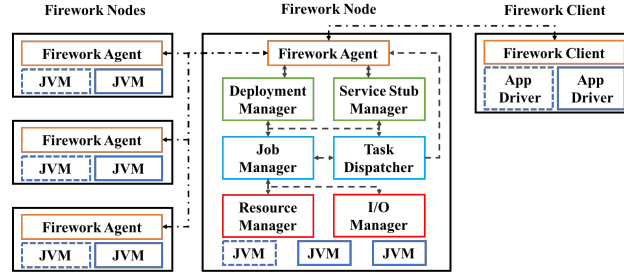 Firework Nodes
Firework Agent
JVM
JVM
Firework Agent
JVM
JVM
Firework Agent
JVM
JVM
Firework Node
Firework Agent
Deployment
Manager
Service Stub
Manager
Job
Manager
Task
Dispatcher
Resource
Manager
I/O
Manager
JVM
JVM
JVM
Firework Client
Firework Client
App
Driver
App
Driver